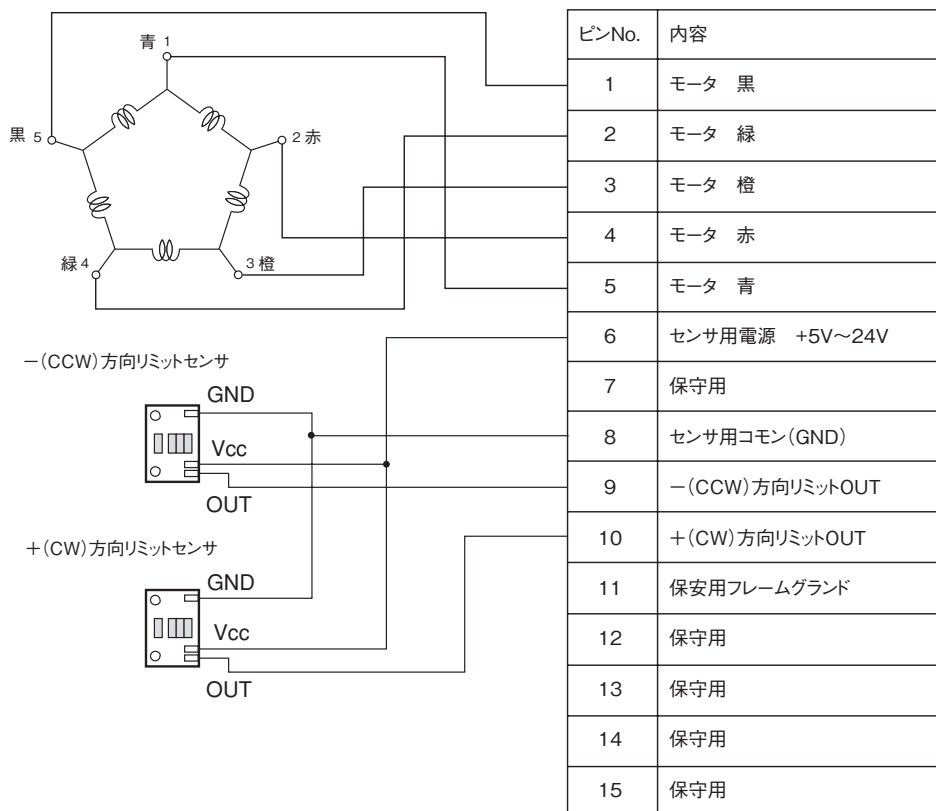 青 1
黒 5
2 赤
緑 4
3 橙
－(CCW)方向リミットセンサ
GND
Vcc
OUT
＋(CW)方向リミットセンサ
GND
Vcc
OUT
ピンNo. 内容
1 モータ　黒
2 モータ　緑
3 モータ　橙
4 モータ　赤
5 モータ　青
6 センサ用電源　+5V～24V
7 保守用
8 センサ用コモン(GND)
9 －(CCW)方向リミットOUT
10 ＋(CW)方向リミットOUT
11 保安用フレームグランド
12 保守用
13 保守用
14 保守用
15 保守用